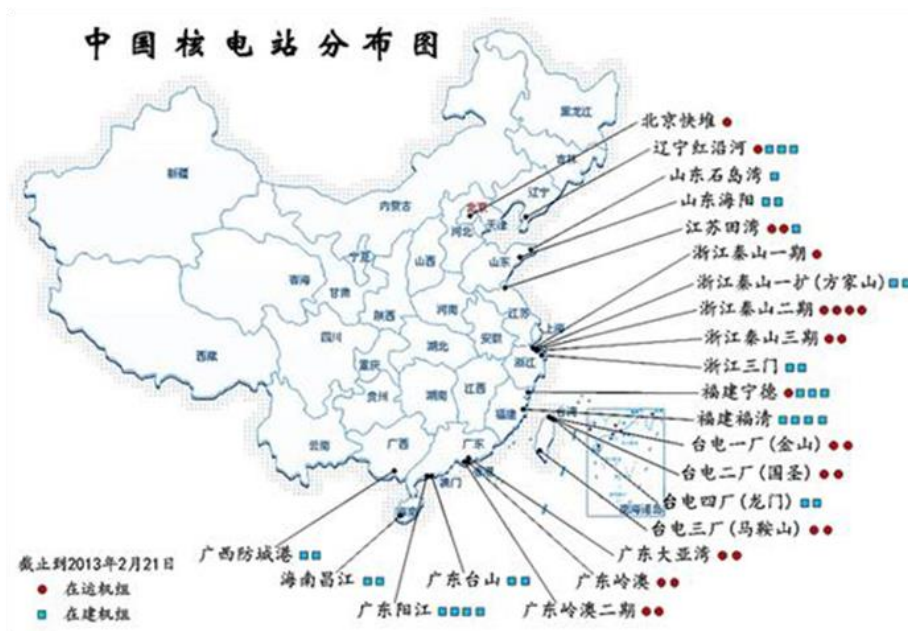 中国核电站分布图
黑龙江
北京快堆
辽宁红沿河
吉林
新疆
山东石岛湾
辽宁
内蒙古
北京
山东海阳
天津
河北
江苏田湾
宁夏
山西
山东
浙江秦山一期
青海
甘肃
浙江秦山一扩(方家山)
陕西
河南
江苏
浙江秦山二期
上海
四川
安徽
浙江秦山三期
湖北
西藏
重庆
浙江
浙江三门
贵州
湖南
江西
福建宁德
福建
台湾
福建福清
云南
广西
广东
台电一厂(金山)
台电二厂(国圣)
澳门
台电四厂(龙门)
南海诸岛
台电三厂(马鞍山)
广西防城港
广东大亚湾
截止到2013年2月21日
海南昌江
广东台山
广东岭澳
在运机组
广东阳江
广东岭澳二期
在建机组